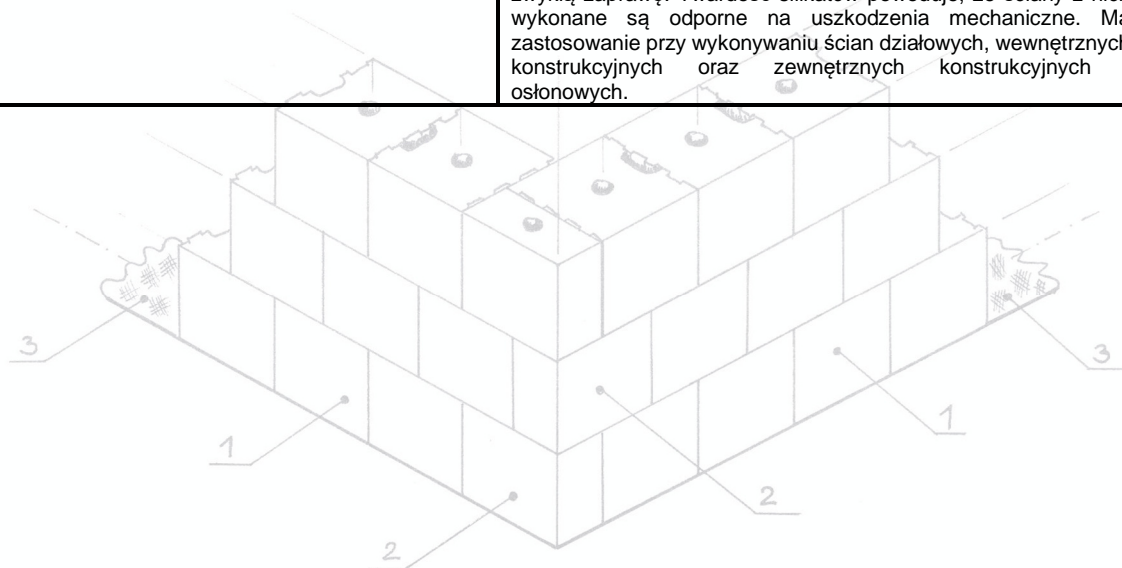 wykonane są odporne na uszkodzenia mechaniczne. Ma
zastosowanie przy wykonywaniu ścian działowych, wewnętrznych
konstrukcyjnych oraz zewnętrznych konstrukcyjnych
osłonowych.
3
3
1
1
2
2